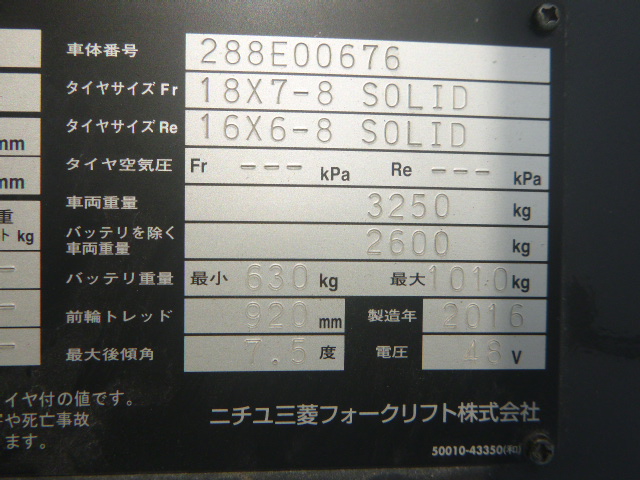 車体番号 288E00676
タイヤサイズ Fr 18X7-8 SOLID
タイヤサイズ Re 16X6-8 SOLID
mm タイヤ空気圧 Fr --- kPa Re --- kPa
mm
車両重量 3250 kg
重
ト kg バッテリを除く車両重量 2600 kg
バッテリ重量 最小 630 kg 最大 1010 kg
前輪トレッド 920 mm 製造年 2016
最大後傾角 7.5 度 電圧 48 V
イヤ付の値です。
や死亡事故
ます。
ニチユ三菱フォークリフト株式会社
50010-43350(和)